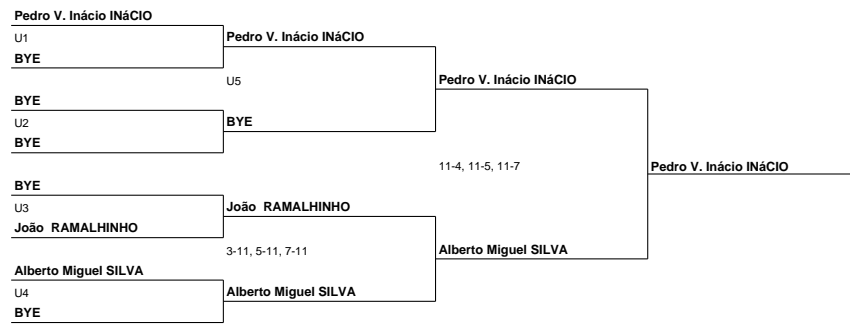 Pedro V. Inácio INáCIO
U1
Pedro V. Inácio INáCIO
BYE
U5
Pedro V. Inácio INáCIO
BYE
U2
BYE
BYE
11-4, 11-5, 11-7
Pedro V. Inácio INáCIO
BYE
U3
João RAMALHINHO
João RAMALHINHO
3-11, 5-11, 7-11
Alberto Miguel SILVA
Alberto Miguel SILVA
U4
Alberto Miguel SILVA
BYE